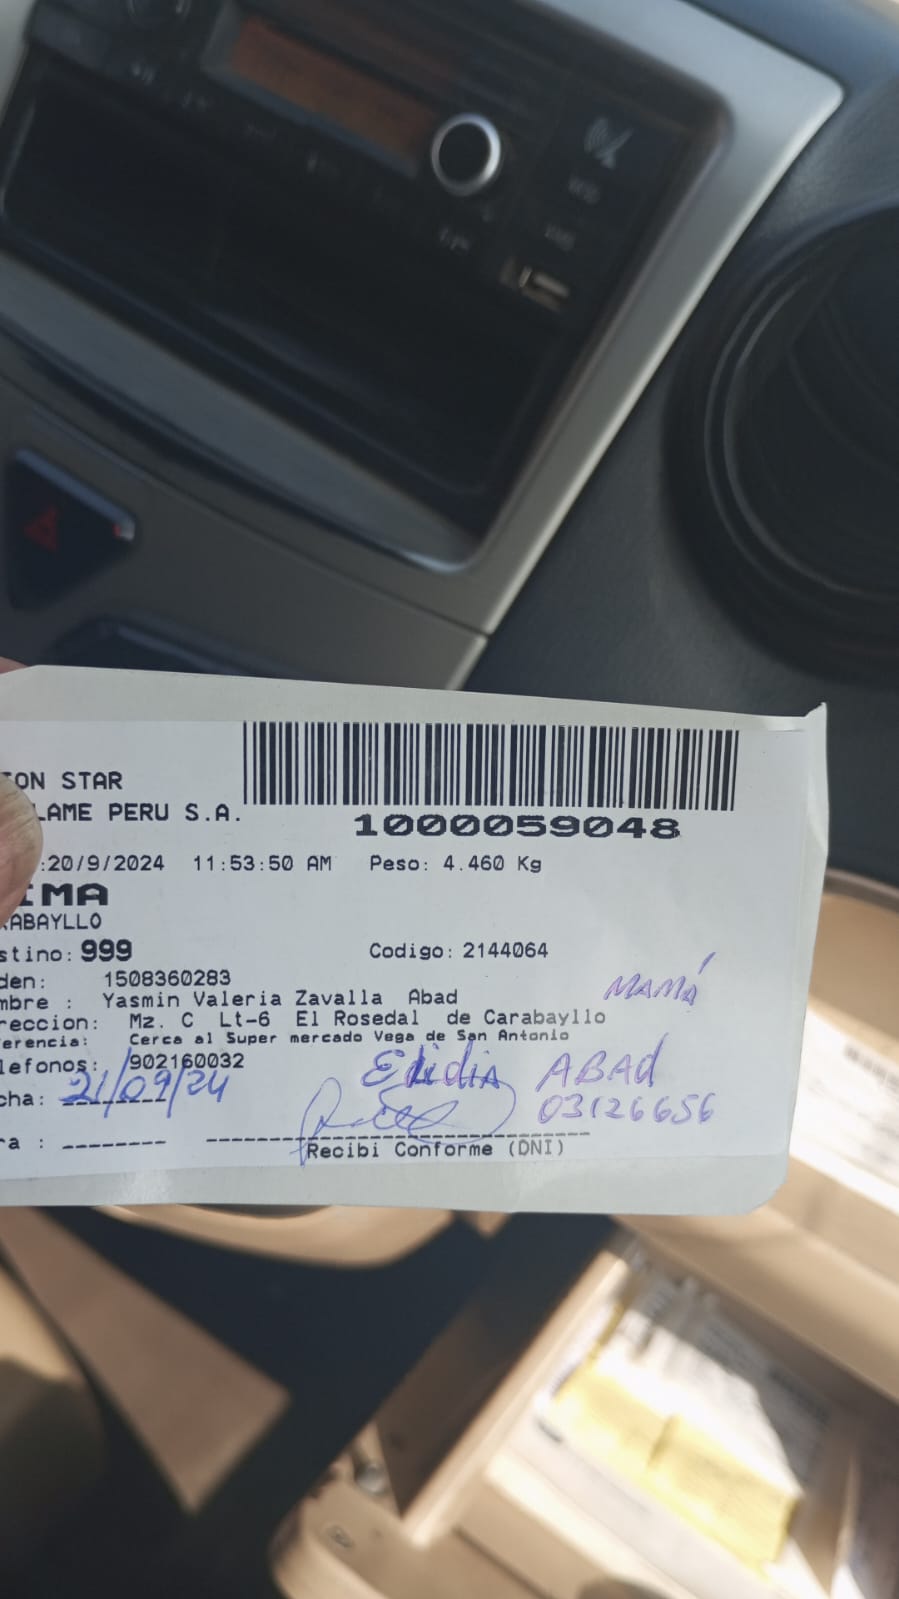 ON STAR
LAME PERU S.A.
1000059048
:20/9/2024 11:53:50 AM Peso: 4.460 Kg
IMA
RABAYLLO
stino: 999 Codigo: 2144064
den: 1508360283
mbre : Yasmin Valeria Zavalla Abad
MAMÁ
reccion: Mz. C Lt-6 El Rosedal de Carabayllo
erencia: Cerca al Super mercado Vega de San Antonio
lefonos: 902160032
Elidia ABAd
cha: 21/09/24
03126656
ra :
Recibi Conforme (DNI)